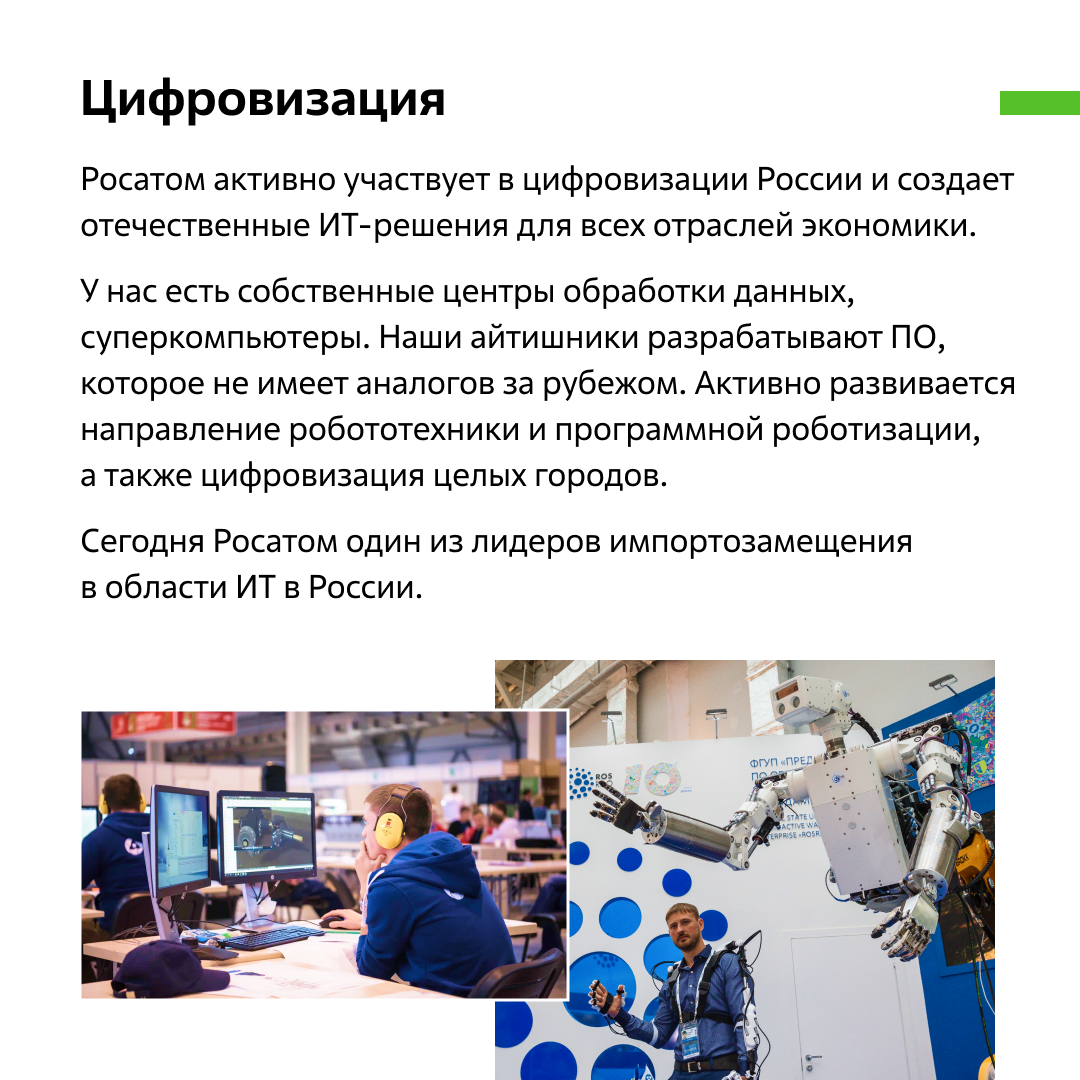 Цифровизация
Росатом активно участвует в цифровизации России и создает
отечественные ИТ-решения для всех отраслей экономики.
У нас есть собственные центры обработки данных,
суперкомпьютеры. Наши айтишники разрабатывают ПО,
которое не имеет аналогов за рубежом. Активно развивается
направление робототехники и программной роботизации,
а также цифровизация целых городов.
Сегодня Росатом один из лидеров импортозамещения
в области ИТ в России.
ROS
10
ФГУП «ПРЕД
ПО
STATE U
ACTIVE WA